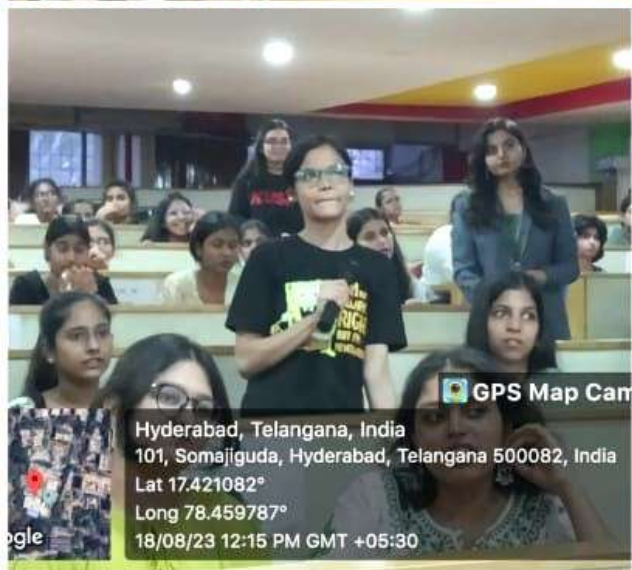 GPS Map Cam
Hyderabad, Telangana, India
101, Somajiguda, Hyderabad, Telangana 500082, India
Lat 17.421082°
Long 78.459787°
18/08/23 12:15 PM GMT +05:30
ogle